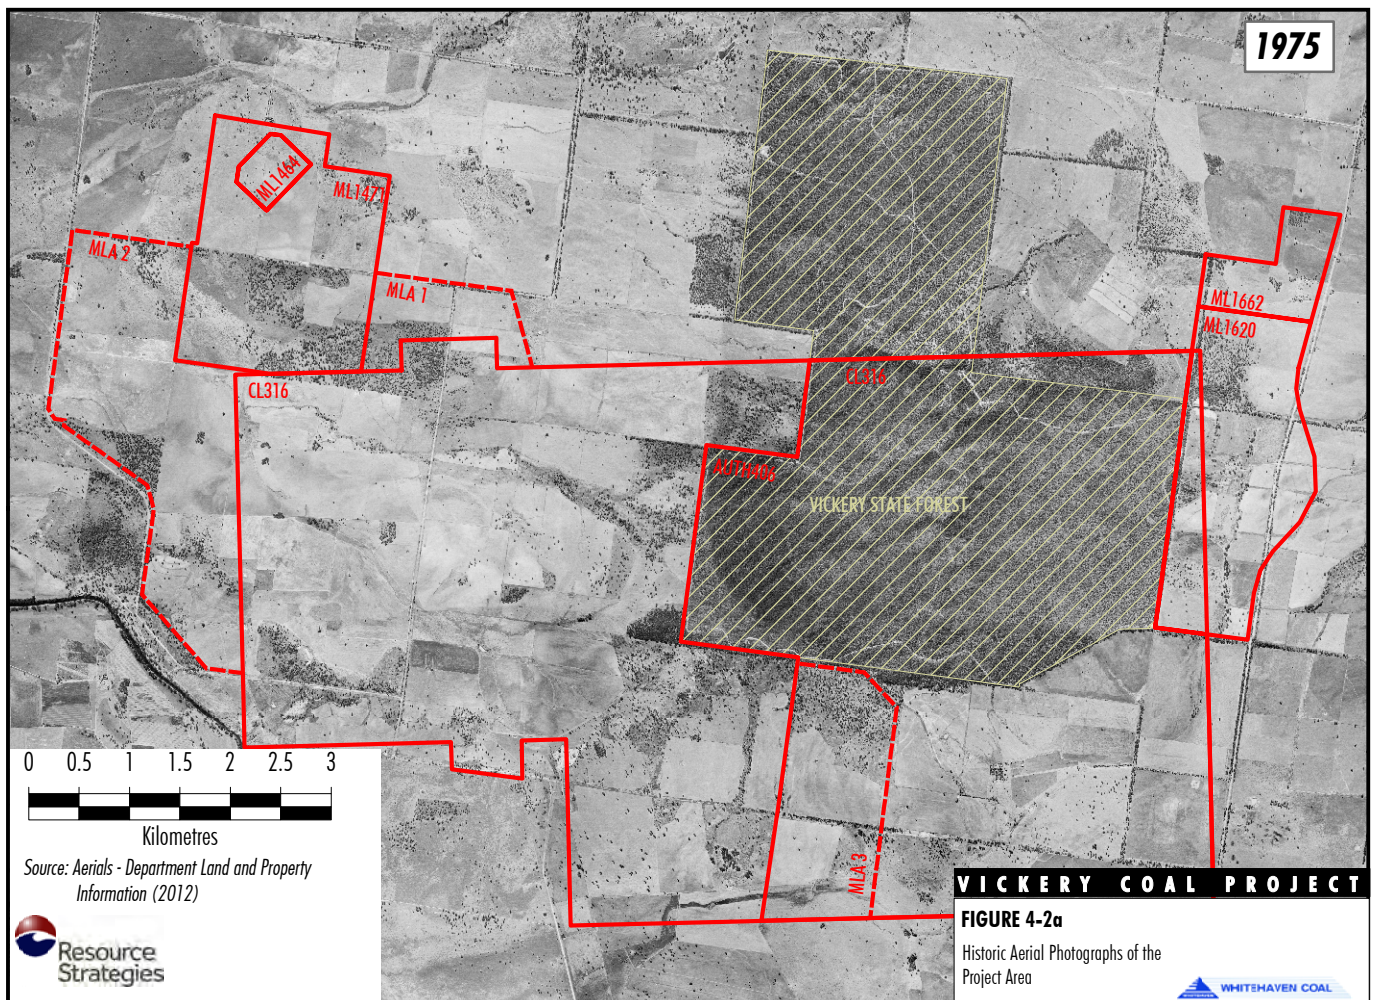 1975
ML1464
ML1471
MLA 2
MLA 1
ML1662
ML1620
CL316
CL316
AUTH406
VICKERY STATE FOREST
MLA 3
0 0.5 1 1.5 2 2.5 3
Kilometres
Source: Aerials - Department Land and Property
Information (2012)
Resource
Strategies
VICKERY COAL PROJECT
FIGURE 4-2a
Historic Aerial Photographs of the
Project Area
WHITEHAVEN COAL